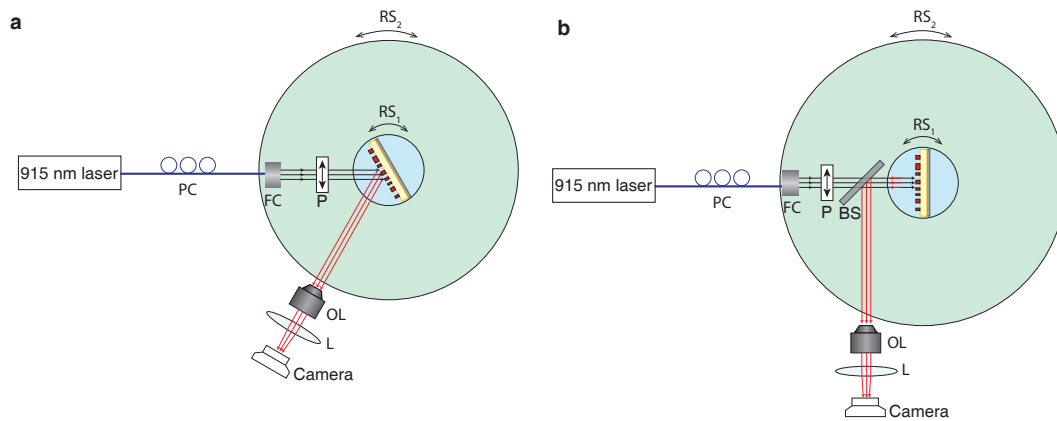 a
RS2
RS1
915 nm laser
PC
FC
P
OL
L
Camera
b
RS2
RS1
915 nm laser
PC
FC
P
BS
OL
L
Camera